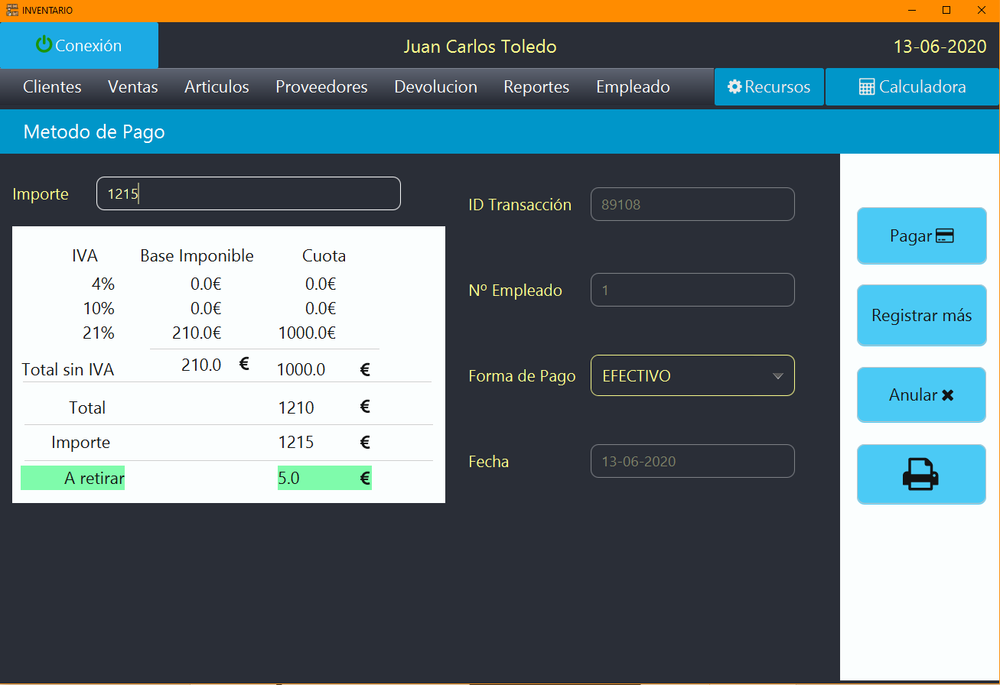 INVENTARIO
Conexión
Juan Carlos Toledo
13-06-2020
Clientes Ventas Articulos Proveedores Devolucion Reportes Empleado Recursos Calculadora
Metodo de Pago
Importe 1215
IVA Base Imponible Cuota
4% 0.0€ 0.0€
10% 0.0€ 0.0€
21% 210.0€ 1000.0€
Total sin IVA 210.0 € 1000.0 €
Total 1210 €
Importe 1215 €
A retirar 5.0 €
ID Transacción 89108
Nº Empleado 1
Forma de Pago EFECTIVO
Fecha 13-06-2020
Pagar
Registrar más
Anular